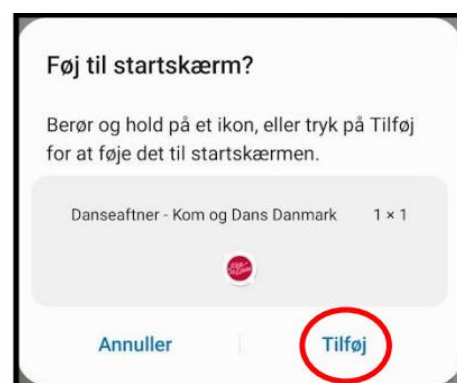 Føj til startskærm?
Berør og hold på et ikon, eller tryk på Tilføj
for at føje det til startskærmen.
Danseaftner - Kom og Dans Danmark 1 × 1
Annuller Tilføj